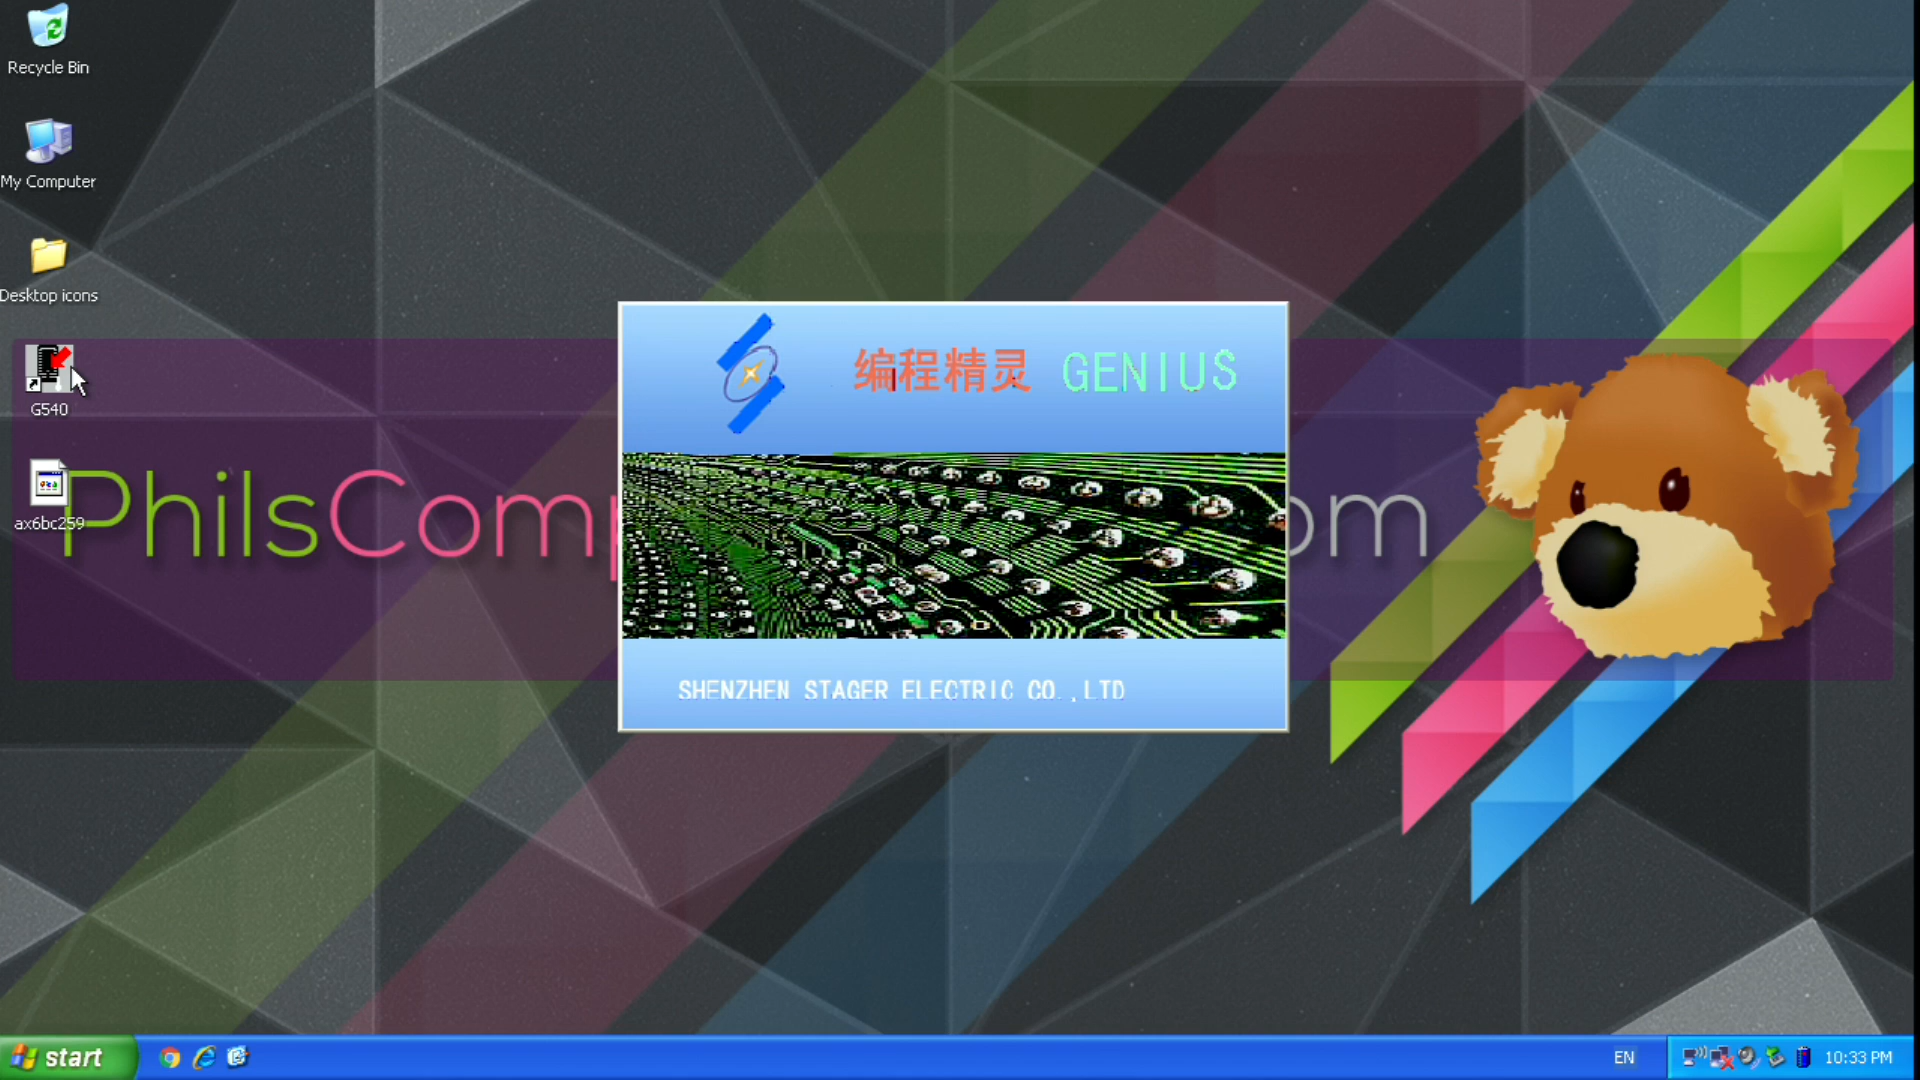 Recycle Bin
My Computer
Desktop icons
G540
ax6bc259
PhilsComp
om
编程精灵 GENIUS
SHENZHEN STAGER ELECTRIC CO.,LTD
start
EN
10:33 PM